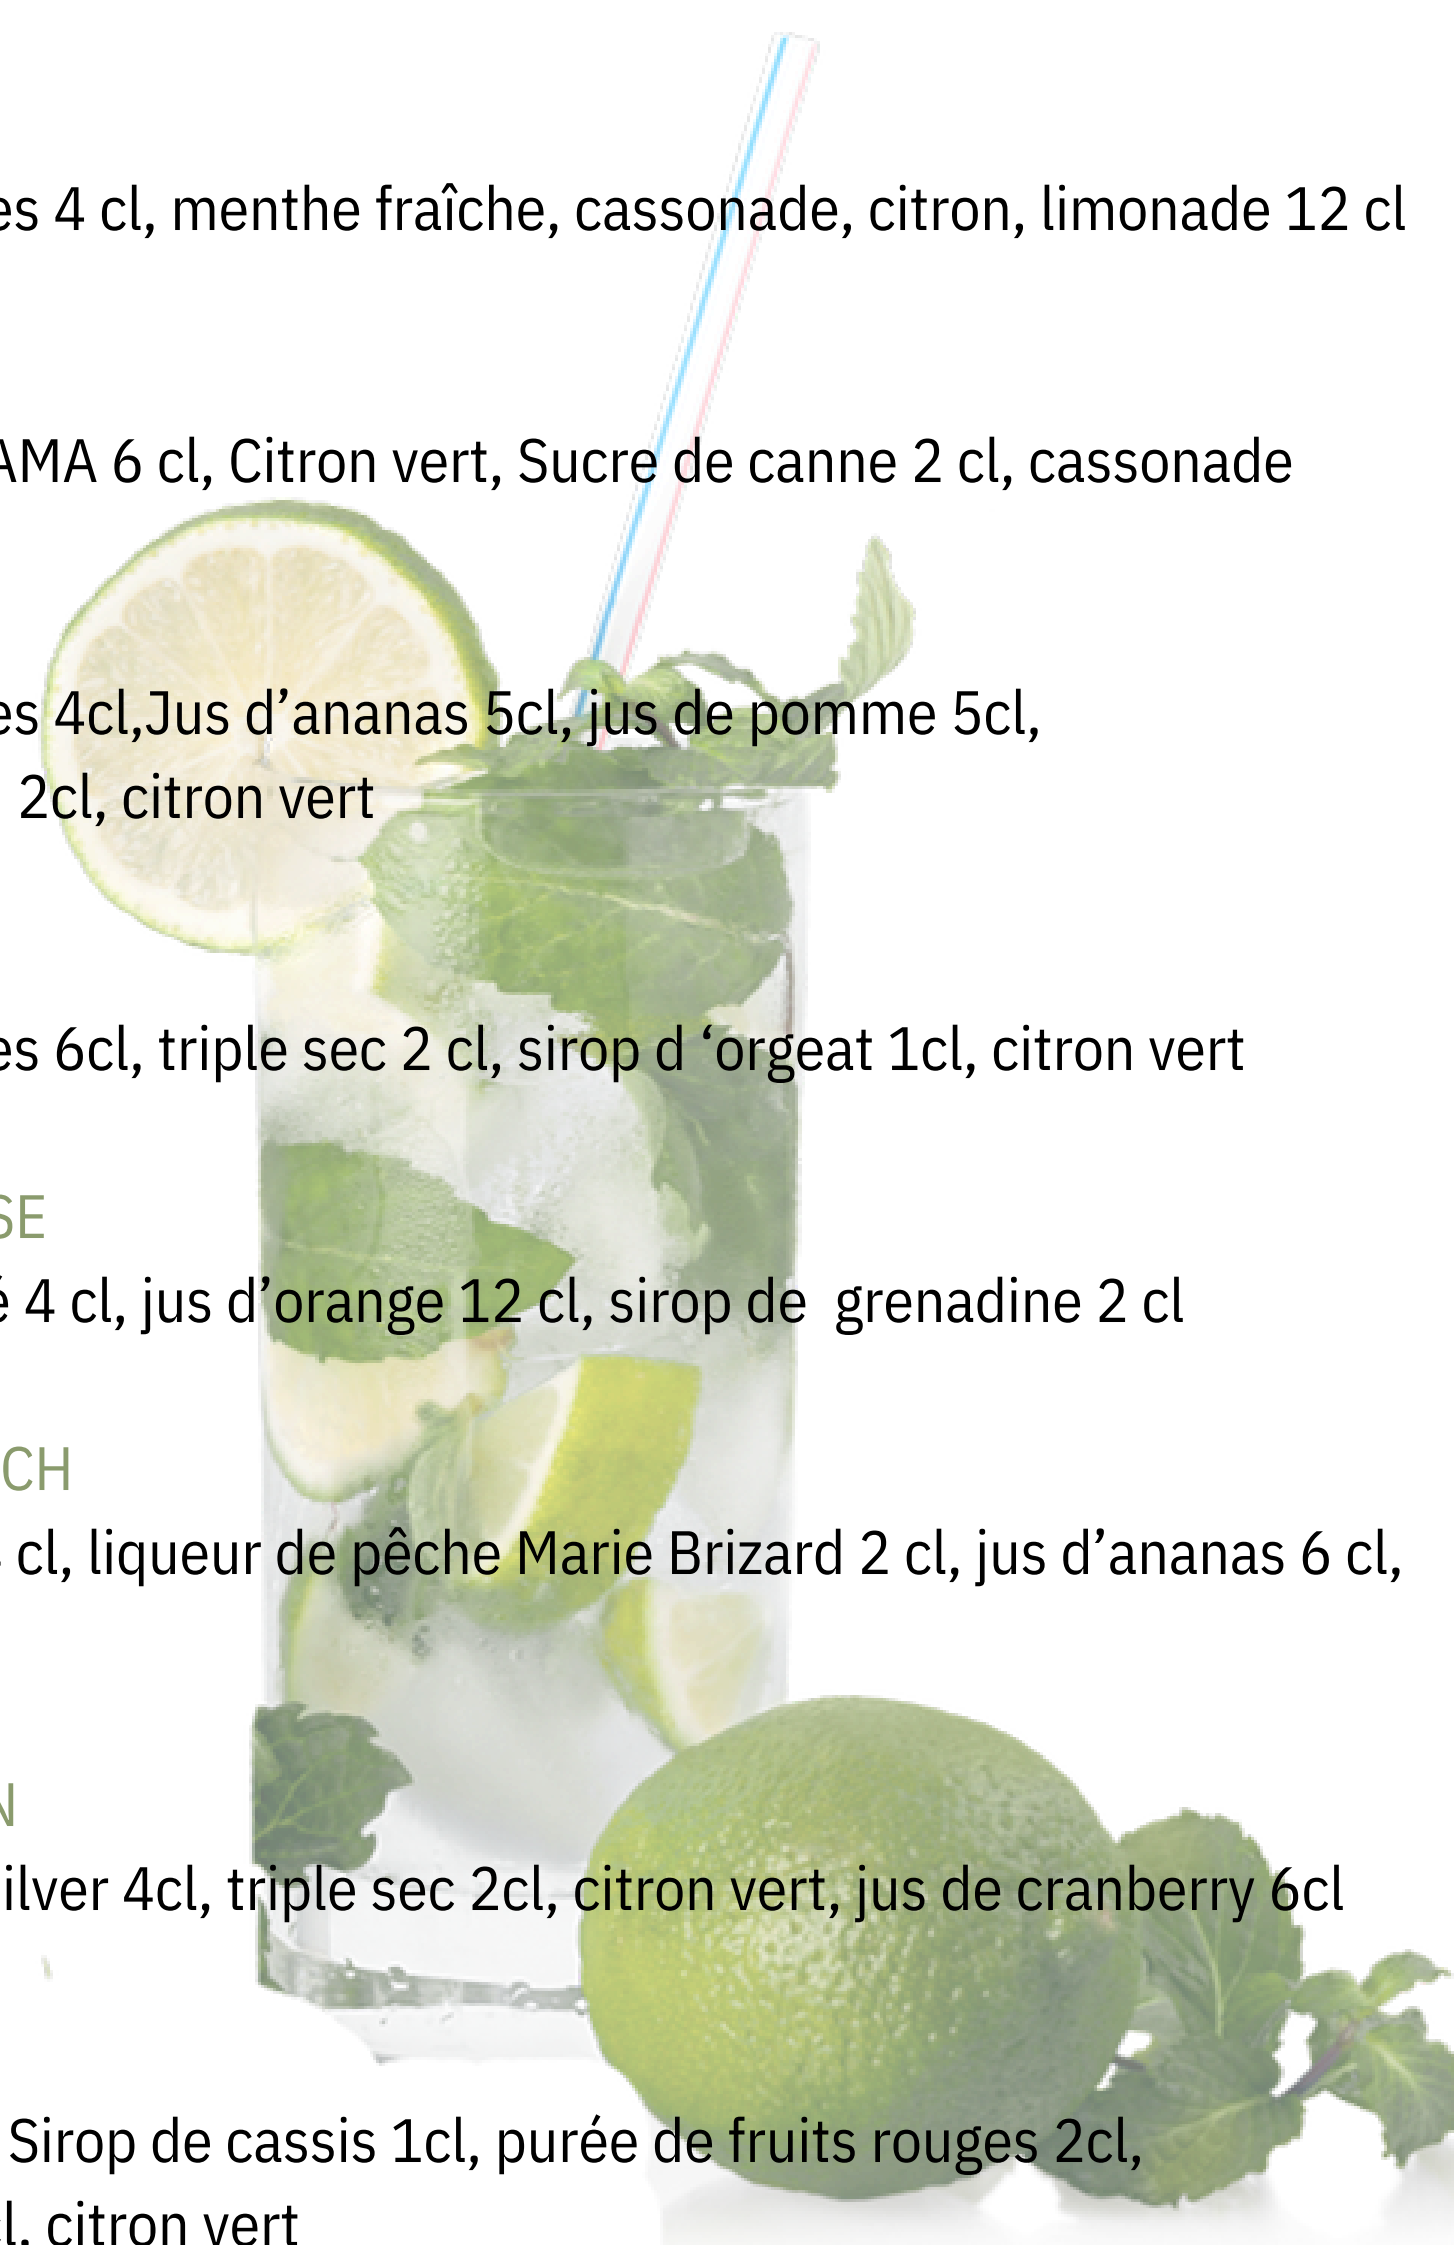 es 4 cl, menthe fraîche, cassonade, citron, limonade 12 cl
AMA 6 cl, Citron vert, Sucre de canne 2 cl, cassonade
es 4cl,Jus d’ananas 5cl, jus de pomme 5cl,
2cl, citron vert
es 6cl, triple sec 2 cl, sirop d ‘orgeat 1cl, citron vert
SE
é 4 cl, jus d’orange 12 cl, sirop de  grenadine 2 cl
CH
cl, liqueur de pêche Marie Brizard 2 cl, jus d’ananas 6 cl,
N
ilver 4cl, triple sec 2cl, citron vert, jus de cranberry 6cl
Sirop de cassis 1cl, purée de fruits rouges 2cl,
cl, citron vert